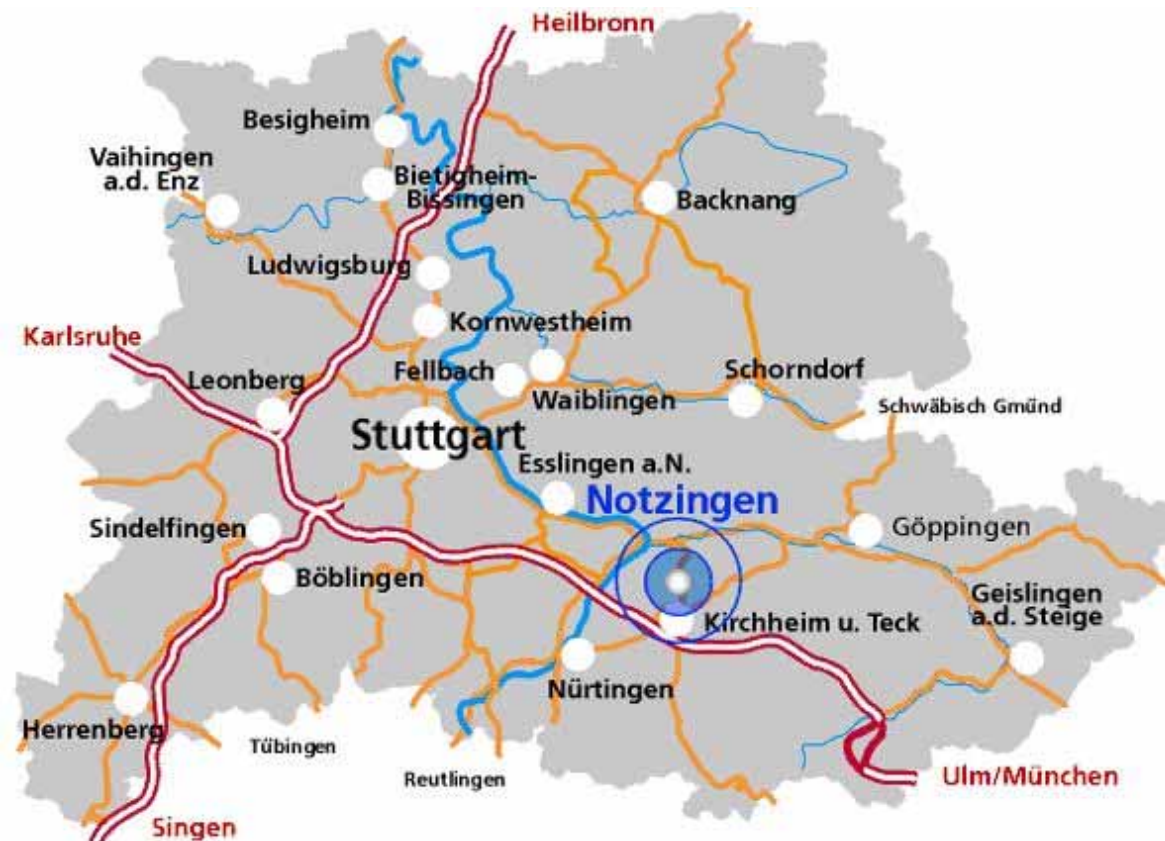 Heilbronn
Besigheim
Vaihingen
a.d. Enz
Bietigheim-
Bissingen
Backnang
Ludwigsburg
Kornwestheim
Karlsruhe
Leonberg
Fellbach
Schorndorf
Waiblingen
Schwäbisch Gmünd
Stuttgart
Esslingen a.N.
Notzingen
Sindelfingen
Göppingen
Böblingen
Geislingen
a.d. Steige
Kirchheim u. Teck
Nürtingen
Herrenberg
Tübingen
Reutlingen
Ulm/München
Singen